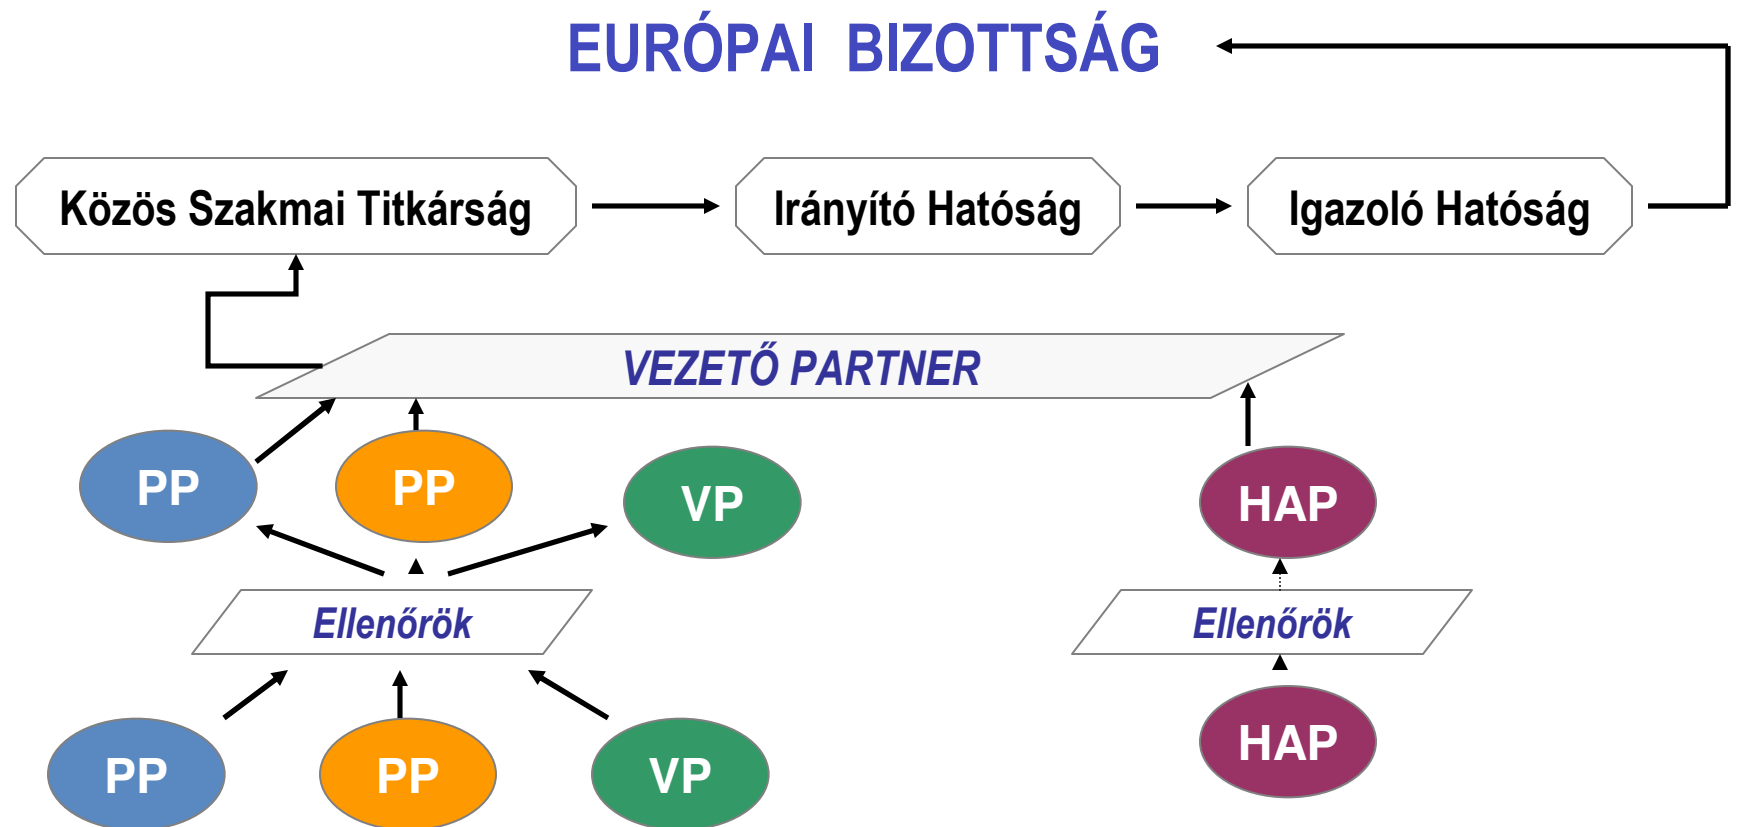 EURÓPAI BIZOTTSÁG
Közös Szakmai Titkárság
Irányító Hatóság
Igazoló Hatóság
VEZETŐ PARTNER
PP
PP
VP
HAP
Ellenőrök
Ellenőrök
PP
PP
VP
HAP